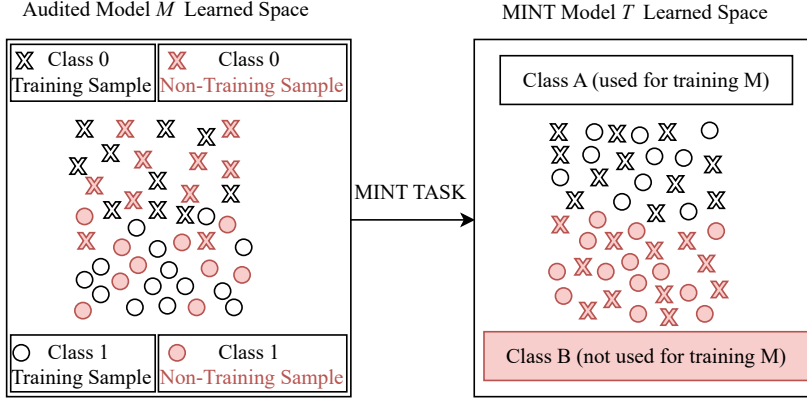 Audited Model M Learned Space
MINT Model T Learned Space
Class 0
Training Sample
Class 0
Non-Training Sample
Class A (used for training M)
MINT TASK
Class 1
Training Sample
Class 1
Non-Training Sample
Class B (not used for training M)